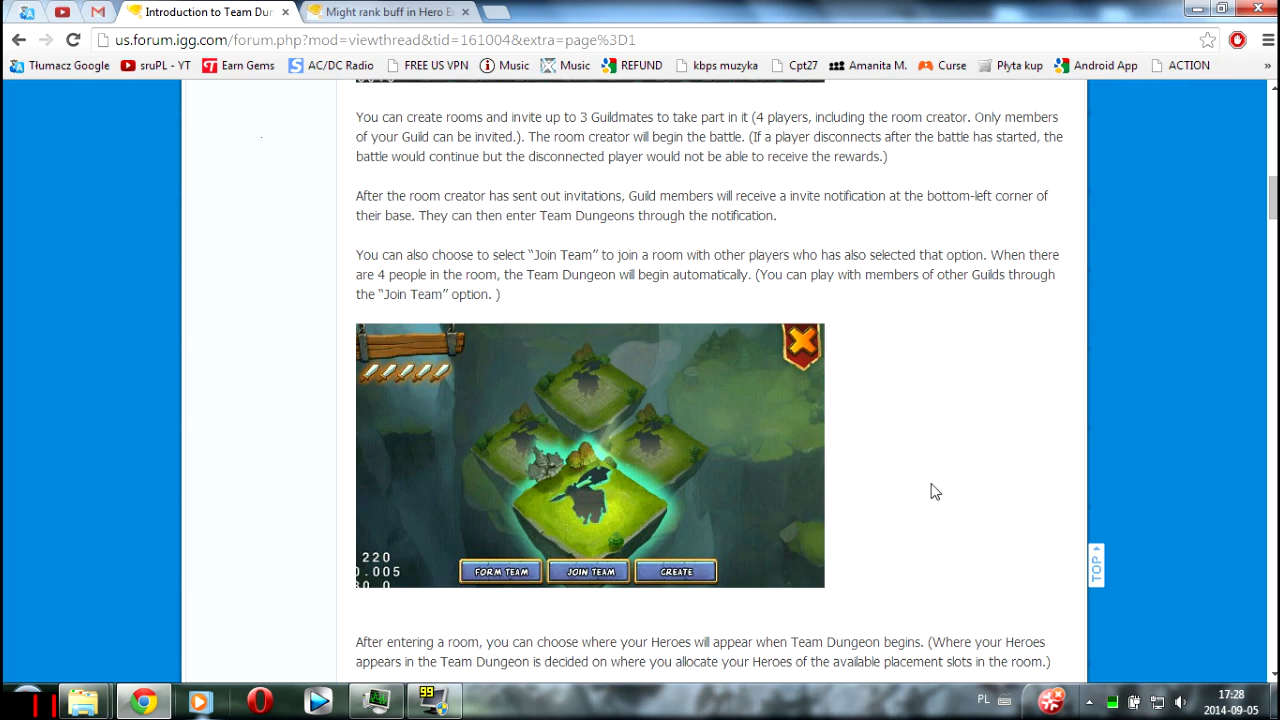 Introduction to Team Dun
Might rank buff in Hero E
us.forum.igg.com/forum.php?mod=viewthread&tid=161004&extra=page%3D1
Tłumacz Google
sruPL - YT
Earn Gems
AC/DC Radio
FREE US VPN
Music
Music
REFUND
kbps muzyka
Cpt27
Amanita M.
Curse
Płyta kup
Android App
ACTION
»
You can create rooms and invite up to 3 Guildmates to take part in it (4 players, including the room creator. Only members
of your Guild can be invited.). The room creator will begin the battle. (If a player disconnects after the battle has started, the
battle would continue but the disconnected player would not be able to receive the rewards.)
After the room creator has sent out invitations, Guild members will receive a invite notification at the bottom-left corner of
their base. They can then enter Team Dungeons through the notification.
You can also choose to select “Join Team” to join a room with other players who has also selected that option. When there
are 4 people in the room, the Team Dungeon will begin automatically. (You can play with members of other Guilds through
the “Join Team” option. )
220
0.005
FORM TEAM
JOIN TEAM
CREATE
TOP
After entering a room, you can choose where your Heroes will appear when Team Dungeon begins. (Where your Heroes
appears in the Team Dungeon is decided on where you allocate your Heroes of the available placement slots in the room.)
99
PL
17:28
2014-09-05